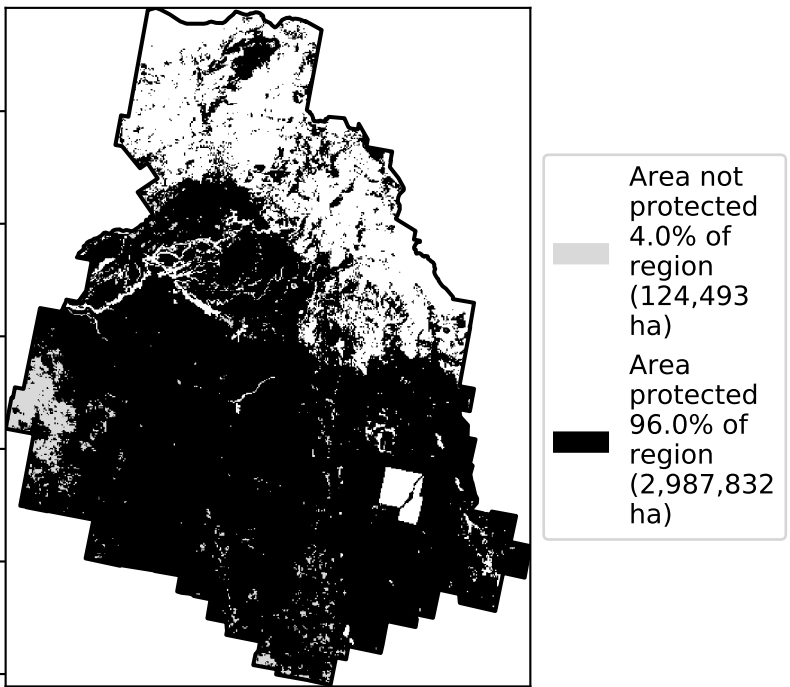 Area not
protected
4.0% of
region
(124,493
ha)
Area
protected
96.0% of
region
(2,987,832
ha)